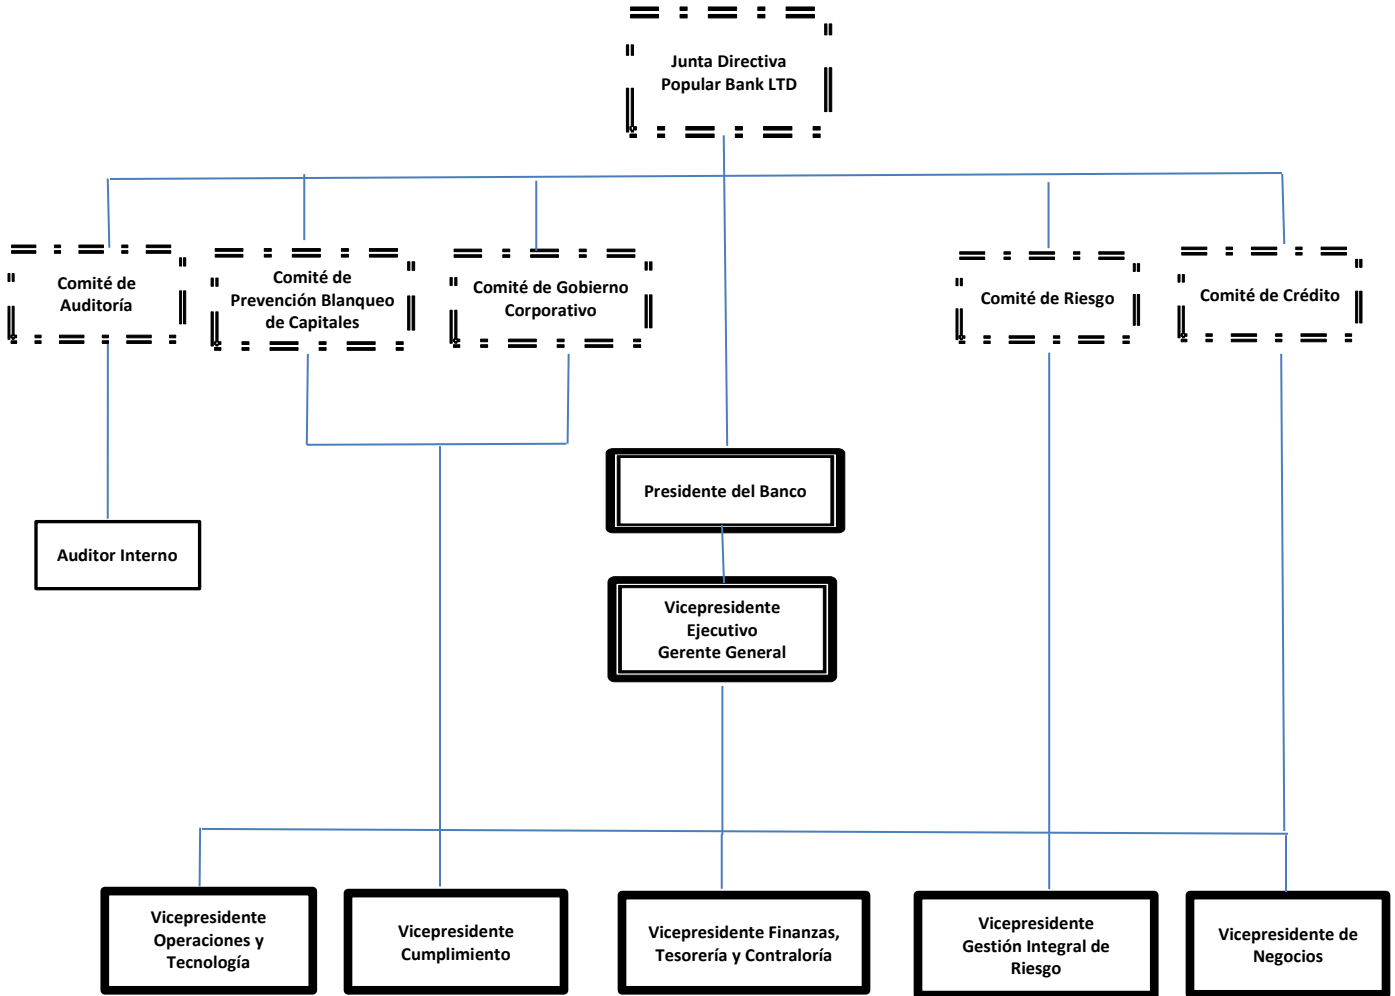 Junta Directiva
Popular Bank LTD
Comité de
Auditoría
Comité de
Prevención Blanqueo
de Capitales
Comité de Gobierno
Corporativo
Comité de Riesgo
Comité de Crédito
Presidente del Banco
Auditor Interno
Vicepresidente
Ejecutivo
Gerente General
Vicepresidente
Operaciones y
Tecnología
Vicepresidente
Cumplimiento
Vicepresidente Finanzas,
Tesorería y Contraloría
Vicepresidente
Gestión Integral de
Riesgo
Vicepresidente de
Negocios